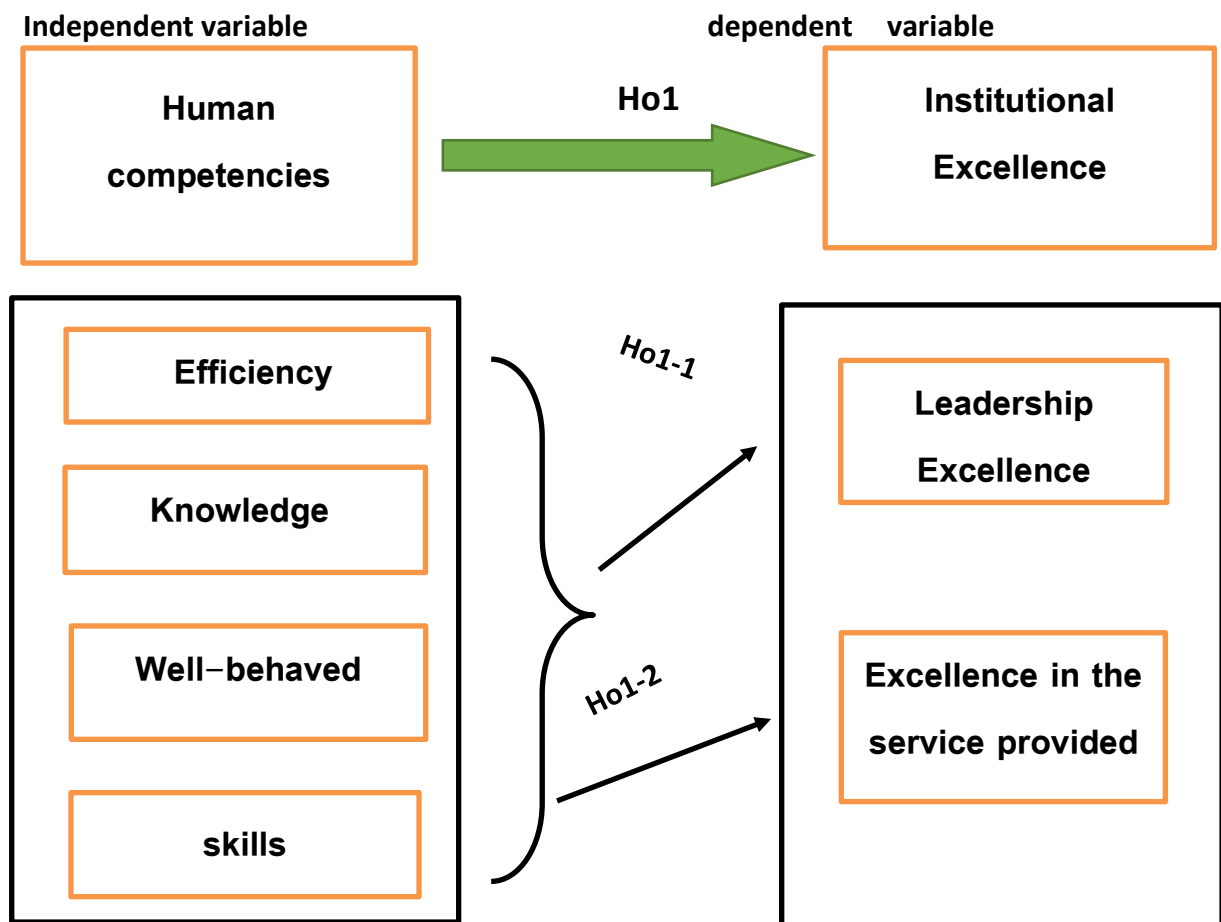 Independent variable
dependent variable
Human
competencies
Ho1
Institutional
Excellence
Efficiency
Knowledge
Well–behaved
skills
Ho1-1
Ho1-2
Leadership
Excellence
Excellence in the
service provided